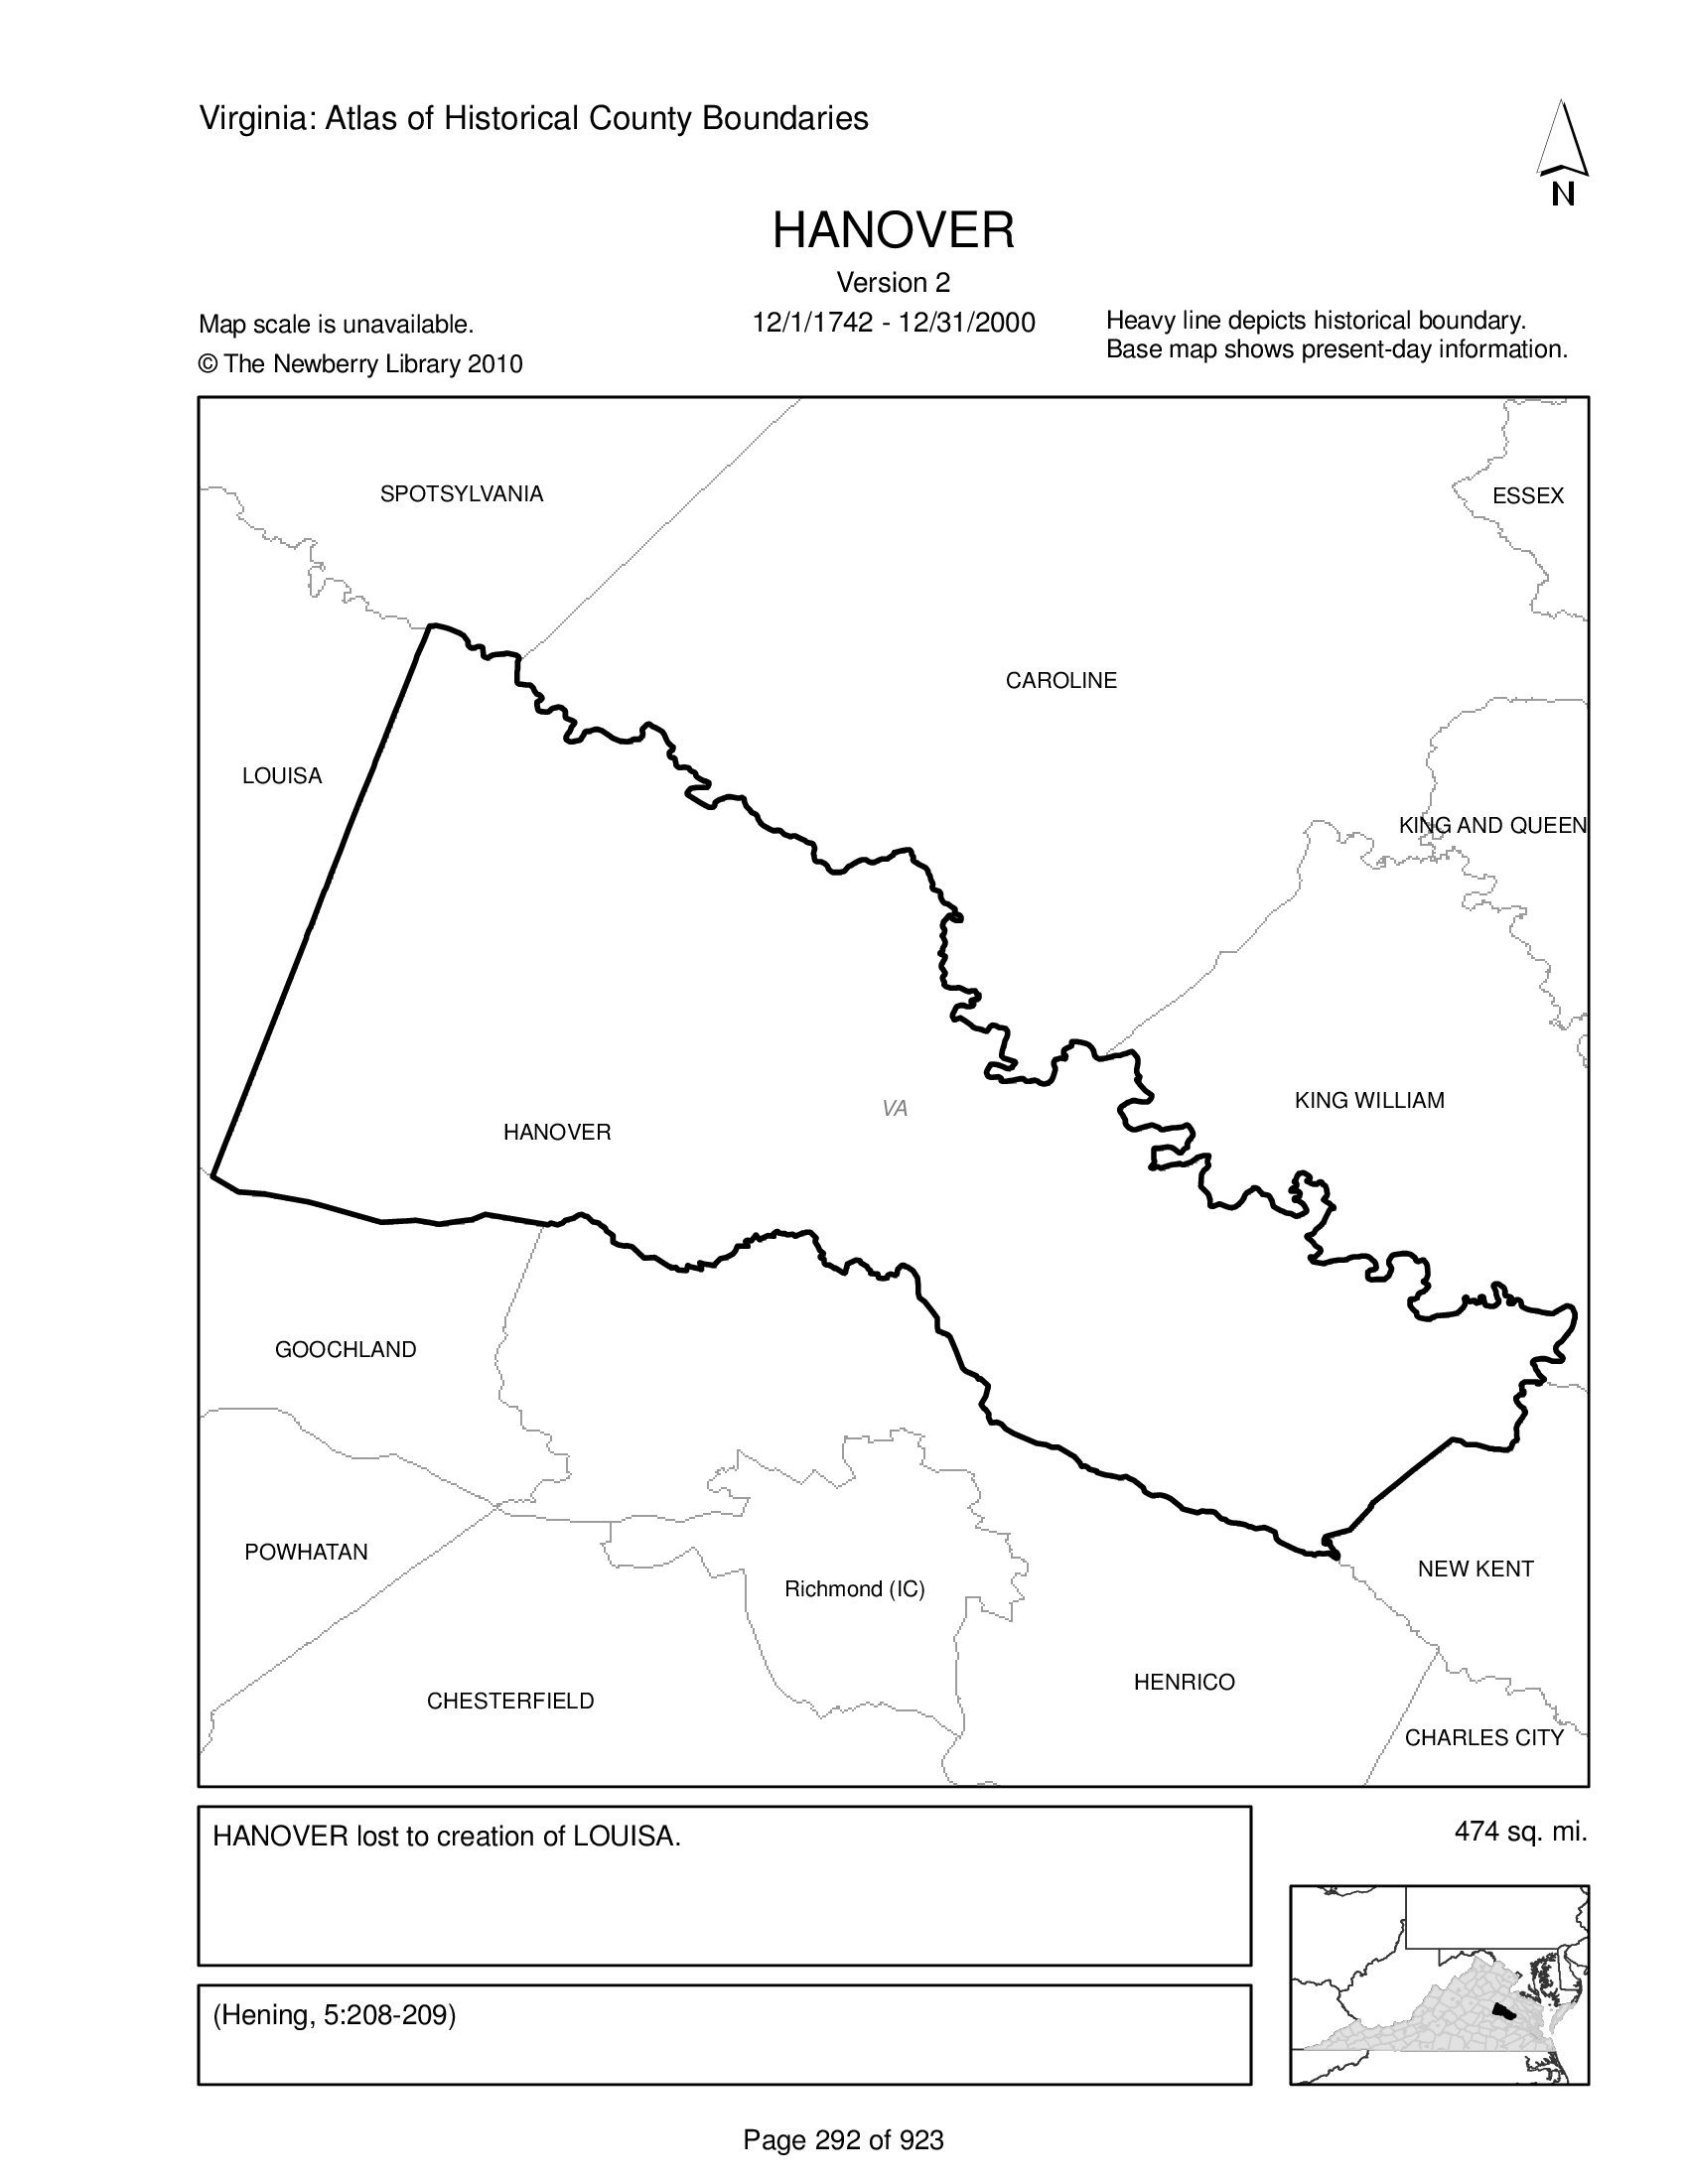 Virginia: Atlas of Historical County Boundaries
N
HANOVER
Version 2
12/1/1742 - 12/31/2000
Map scale is unavailable.
© The Newberry Library 2010
Heavy line depicts historical boundary.
Base map shows present-day information.
SPOTSYLVANIA
ESSEX
CAROLINE
LOUISA
KING AND QUEEN
KING WILLIAM
VA
HANOVER
GOOCHLAND
POWHATAN
NEW KENT
Richmond (IC)
HENRICO
CHESTERFIELD
CHARLES CITY
HANOVER lost to creation of LOUISA.
474 sq. mi.
(Hening, 5:208-209)
Page 292 of 923